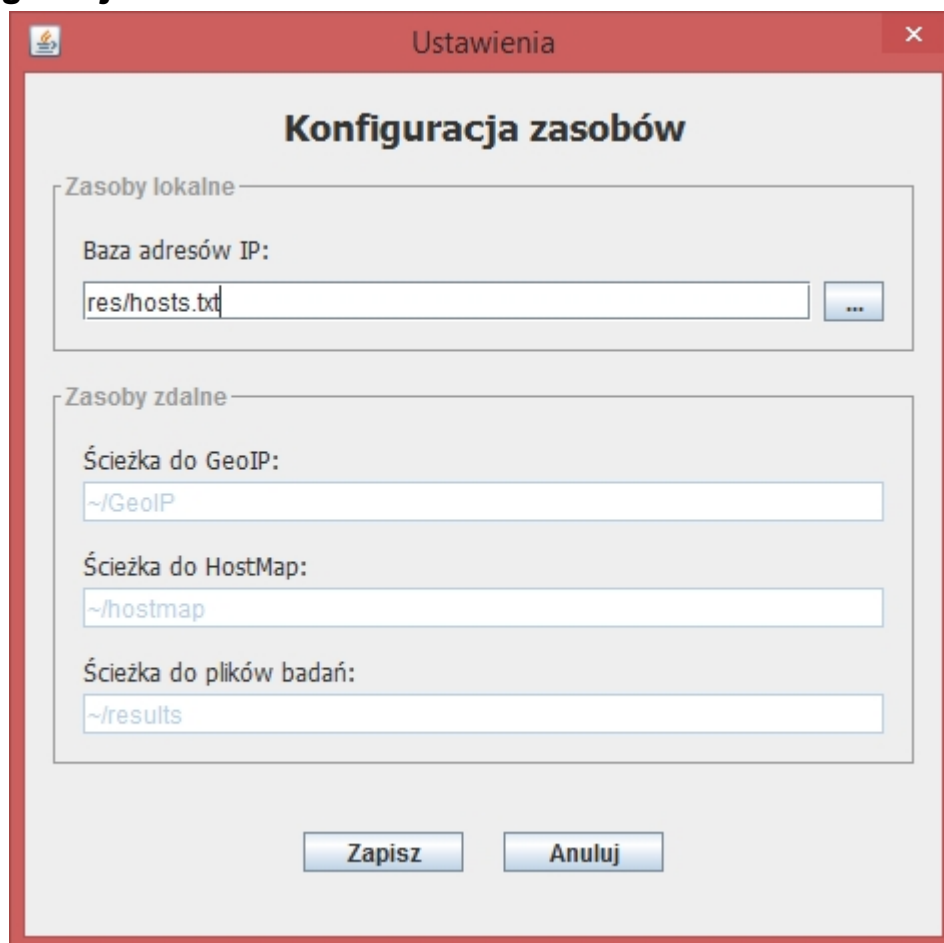 Ustawienia
Konfiguracja zasobów
Zasoby lokalne
Baza adresów IP:
res/hosts.txt
...
Zasoby zdalne
Ścieżka do GeoIP:
~/GeoIP
Ścieżka do HostMap:
~/hostmap
Ścieżka do plików badań:
~/results
Zapisz Anuluj